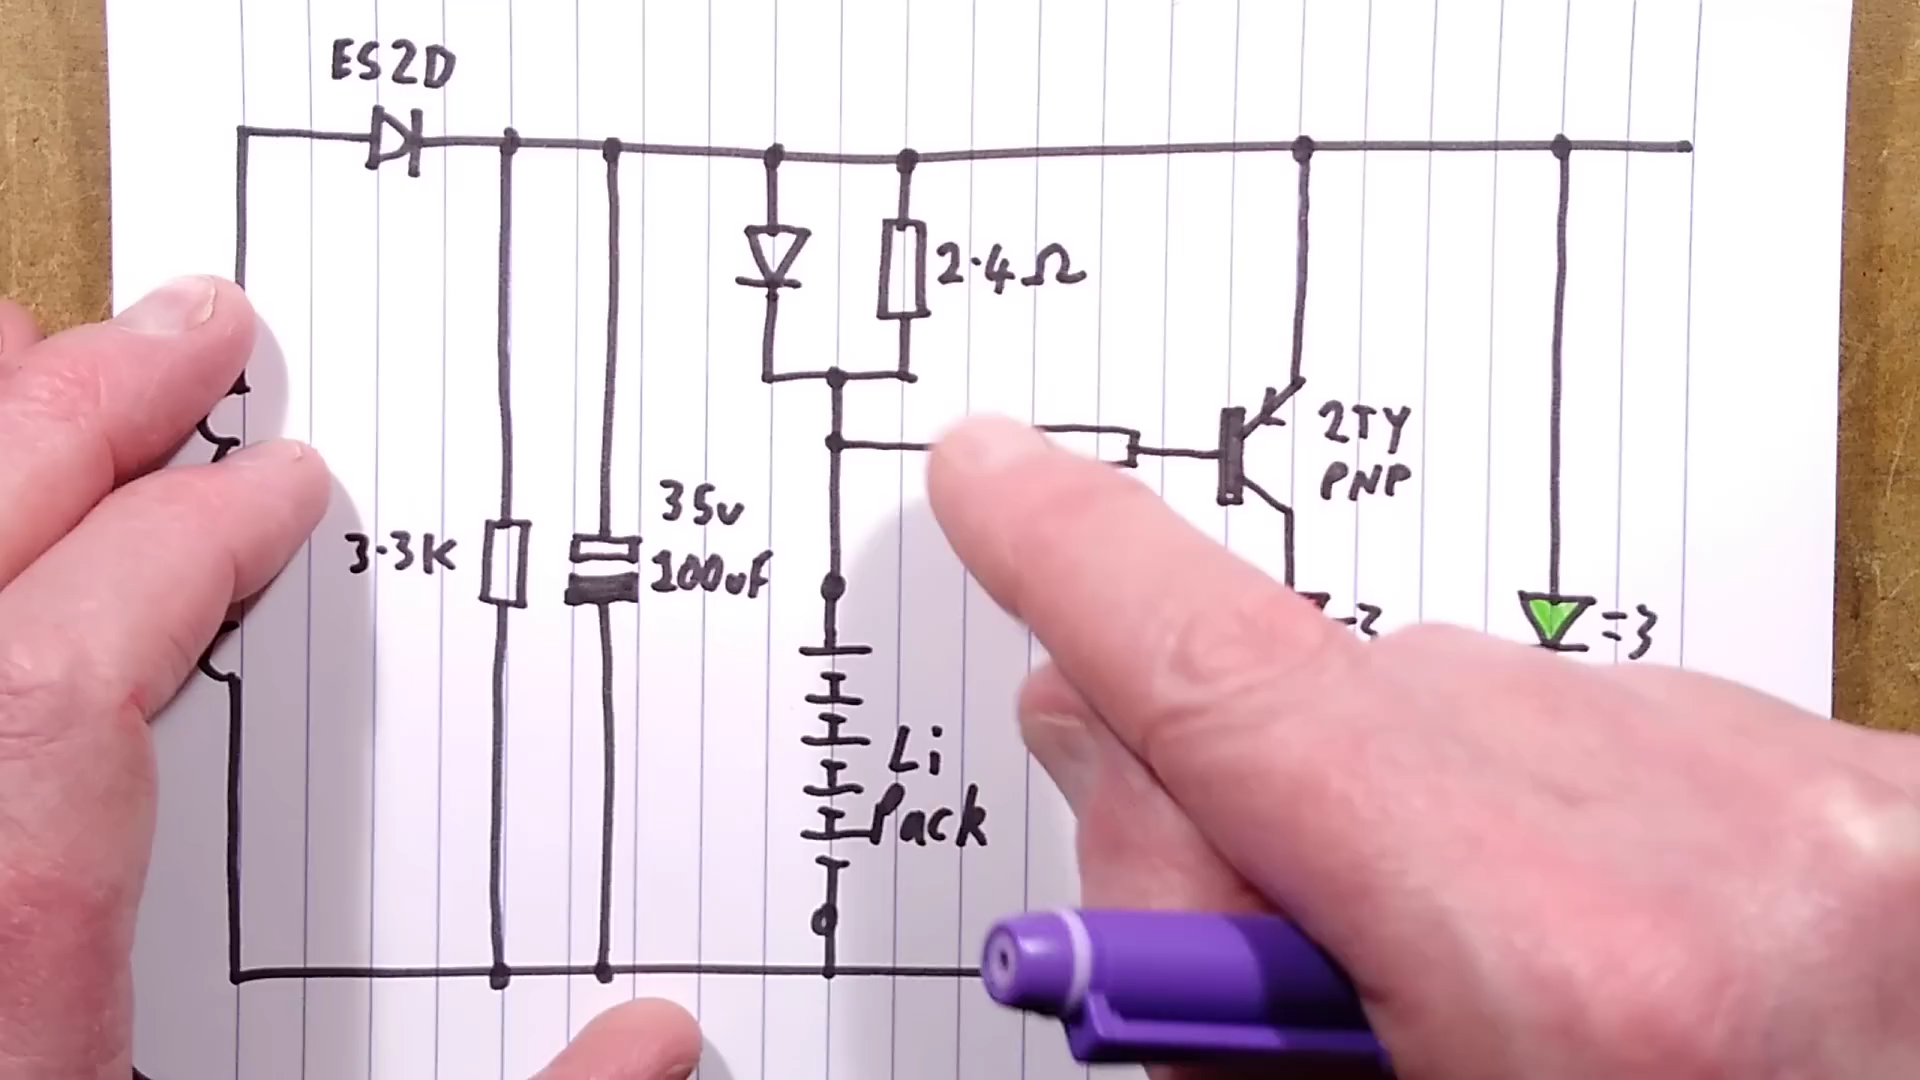 ES2D
2.4Ω
2TY
PNP
35v
100uF
3.3K
=3
Li
Pack